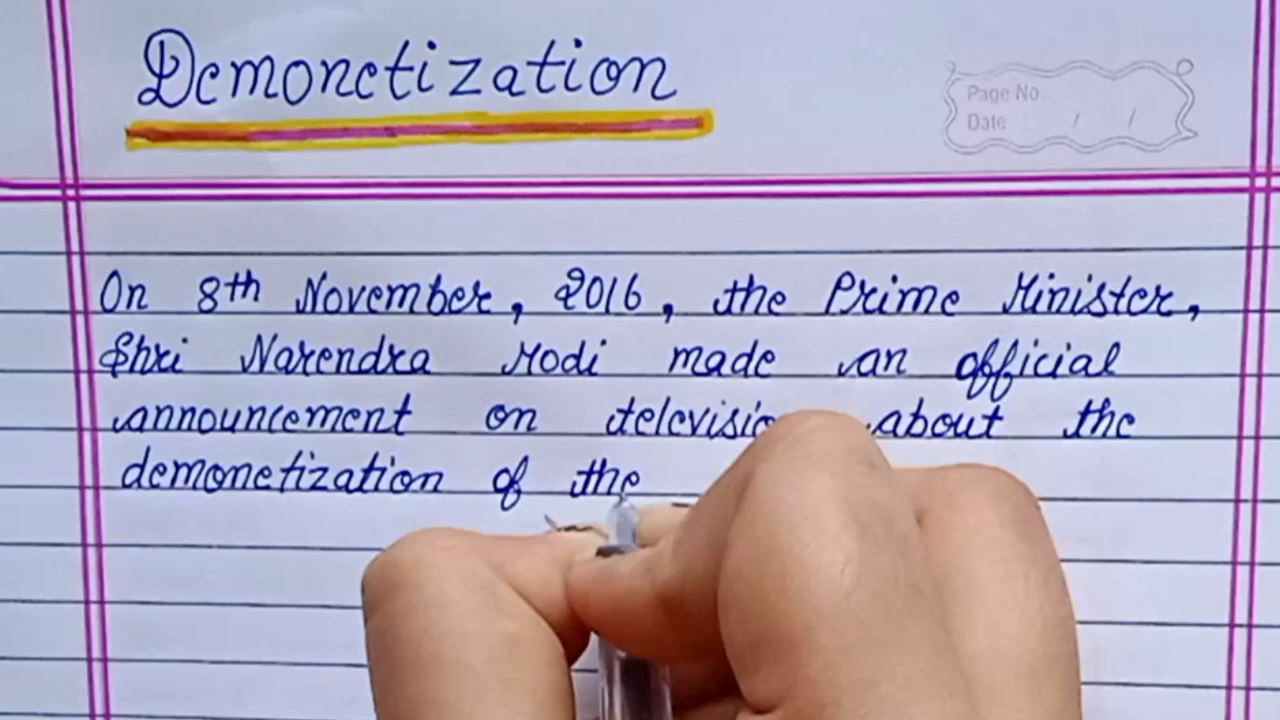 Demonetization
Page No.
Date / /
On 8th November, 2016, the Prime Minister,
Shri Narendra Modi made an official
announcement on about the
demonetization of the